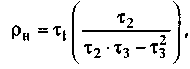 ρн = τ1 ( τ2 / (τ2 · τ3 − τ3²) ),